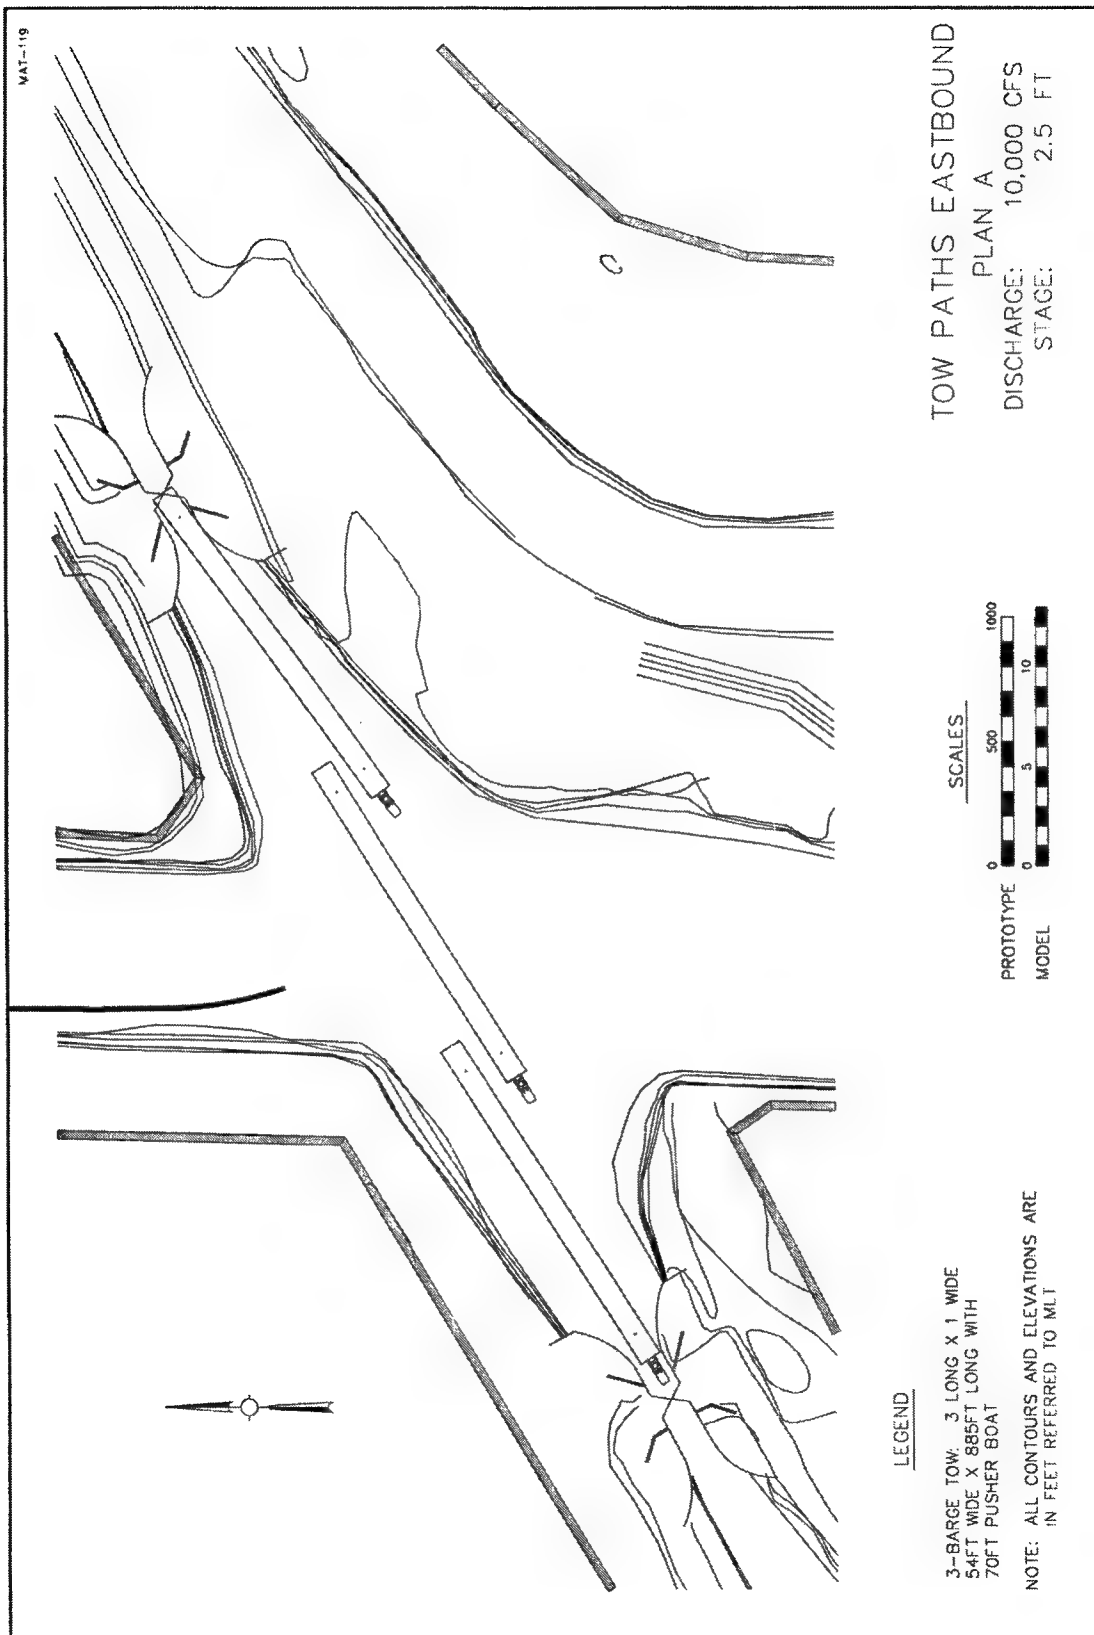 MAT-119
TOW PATHS EASTBOUND
PLAN A
DISCHARGE: 10,000 CFS
STAGE: 2.5 FT
SCALES
PROTOTYPE 0 500 1000
MODEL 0 5 10
LEGEND
3-BARGE TOW: 3 LONG X 1 WIDE
54FT WIDE X 885FT LONG WITH
70FT PUSHER BOAT
NOTE: ALL CONTOURS AND ELEVATIONS ARE
IN FEET REFERRED TO MLT